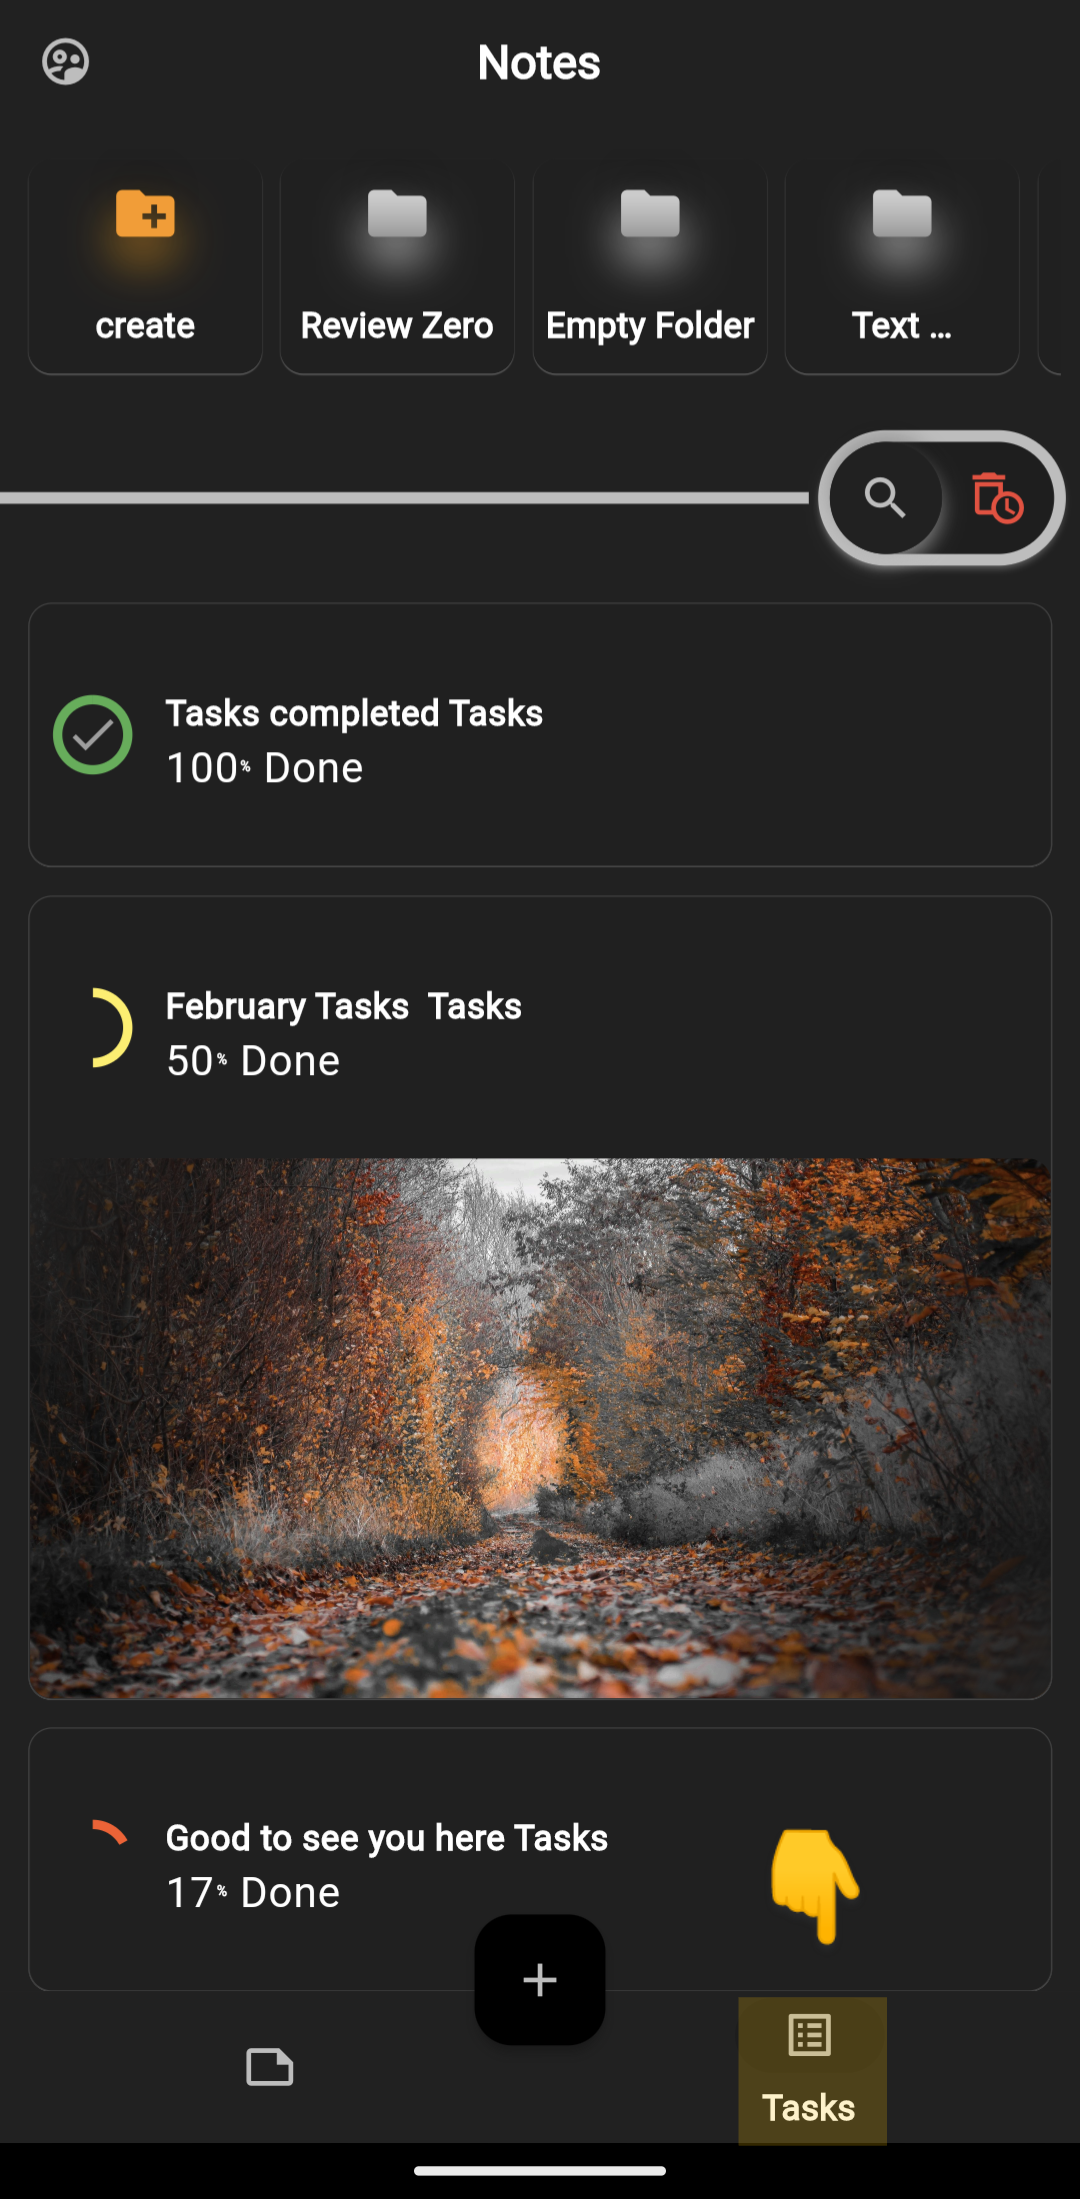 Notes
create
Review Zero
Empty Folder
Text ...
Tasks completed Tasks
100% Done
February Tasks  Tasks
50% Done
Good to see you here Tasks
17% Done
Tasks